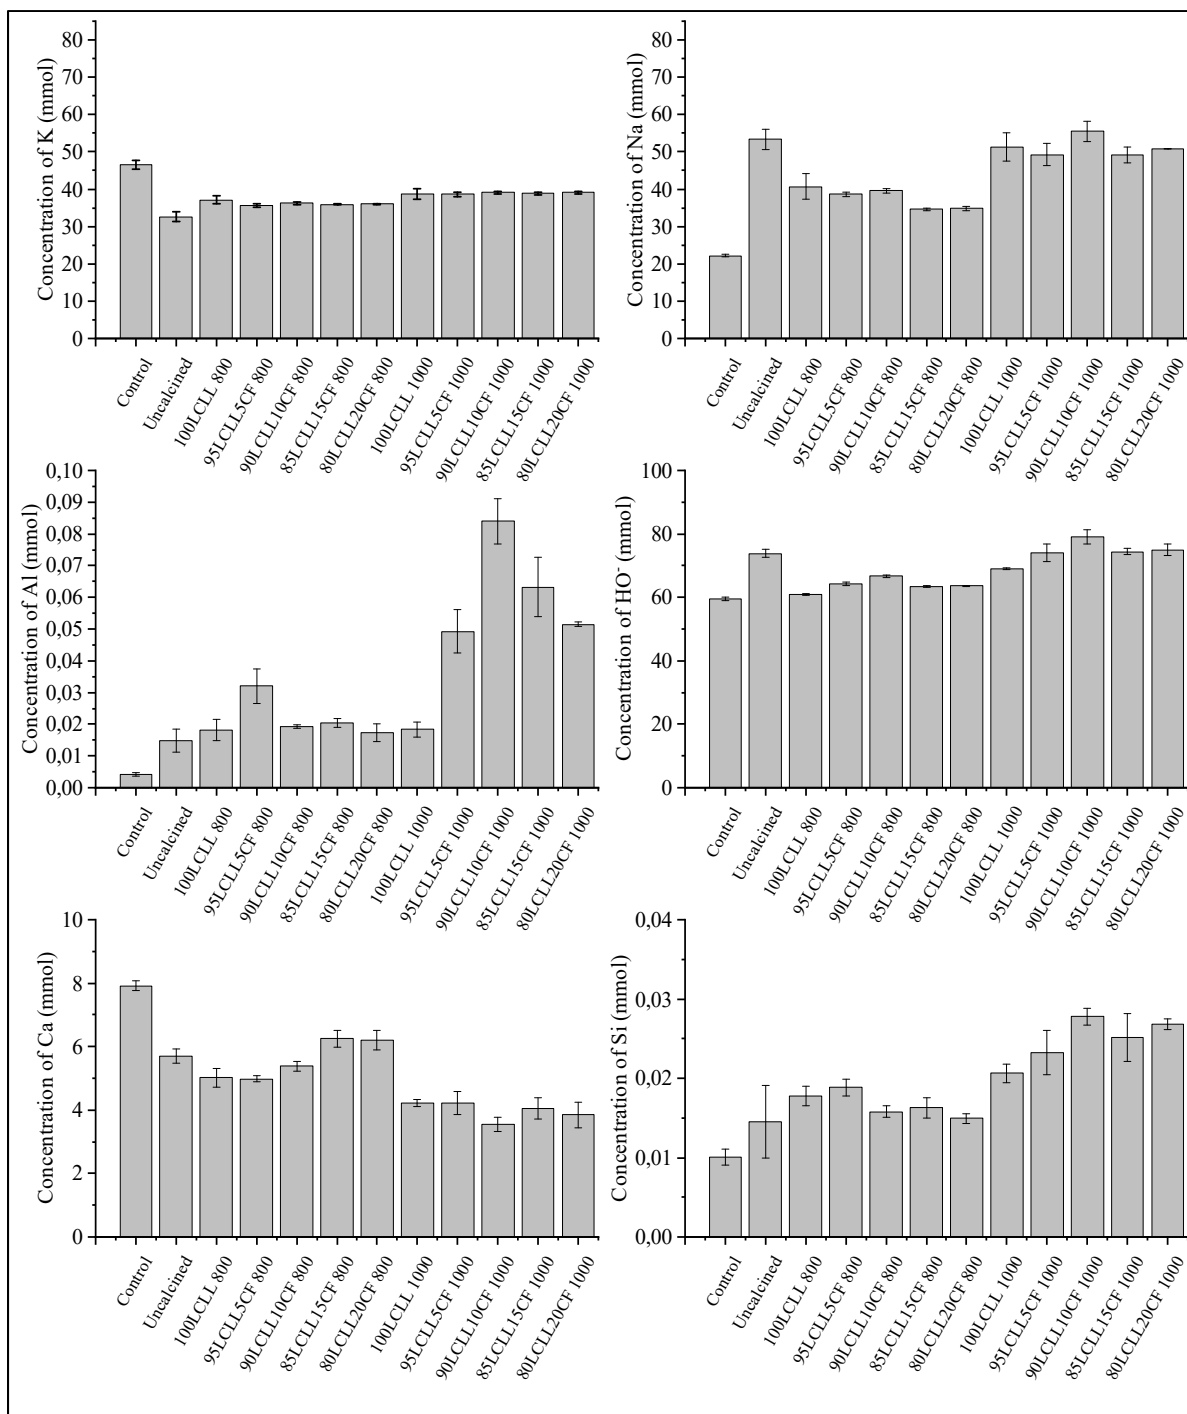 Concentration of K (mmol)
80
70
60
50
40
30
20
10
0
Control
Uncalcined
100LCLL 800
95LCLL5CF 800
90LCLL10CF 800
85LCLL15CF 800
80LCLL20CF 800
100LCLL 1000
95LCLL5CF 1000
90LCLL10CF 1000
85LCLL15CF 1000
80LCLL20CF 1000
Concentration of Na (mmol)
80
70
60
50
40
30
20
10
0
Control
Uncalcined
100LCLL 800
95LCLL5CF 800
90LCLL10CF 800
85LCLL15CF 800
80LCLL20CF 800
100LCLL 1000
95LCLL5CF 1000
90LCLL10CF 1000
85LCLL15CF 1000
80LCLL20CF 1000
Concentration of Al (mmol)
0,10
0,09
0,08
0,07
0,06
0,05
0,04
0,03
0,02
0,01
0,00
Control
Uncalcined
100LCLL 800
95LCLL5CF 800
90LCLL10CF 800
85LCLL15CF 800
80LCLL20CF 800
100LCLL 1000
95LCLL5CF 1000
90LCLL10CF 1000
85LCLL15CF 1000
80LCLL20CF 1000
Concentration of HO⁻ (mmol)
100
80
60
40
20
0
Control
Uncalcined
100LCLL 800
95LCLL5CF 800
90LCLL10CF 800
85LCLL15CF 800
80LCLL20CF 800
100LCLL 1000
95LCLL5CF 1000
90LCLL10CF 1000
85LCLL15CF 1000
80LCLL20CF 1000
Concentration of Ca (mmol)
10
8
6
4
2
0
Control
Uncalcined
100LCLL 800
95LCLL5CF 800
90LCLL10CF 800
85LCLL15CF 800
80LCLL20CF 800
100LCLL 1000
95LCLL5CF 1000
90LCLL10CF 1000
85LCLL15CF 1000
80LCLL20CF 1000
Concentration of Si (mmol)
0,04
0,03
0,02
0,01
0,00
Control
Uncalcined
100LCLL 800
95LCLL5CF 800
90LCLL10CF 800
85LCLL15CF 800
80LCLL20CF 800
100LCLL 1000
95LCLL5CF 1000
90LCLL10CF 1000
85LCLL15CF 1000
80LCLL20CF 1000